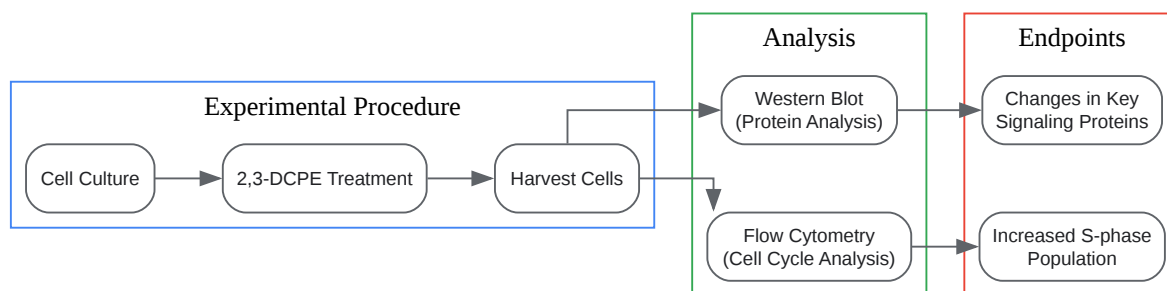 Experimental Procedure
Cell Culture
2,3-DCPE Treatment
Harvest Cells
Analysis
Western Blot
(Protein Analysis)
Flow Cytometry
(Cell Cycle Analysis)
Endpoints
Changes in Key
Signaling Proteins
Increased S-phase
Population